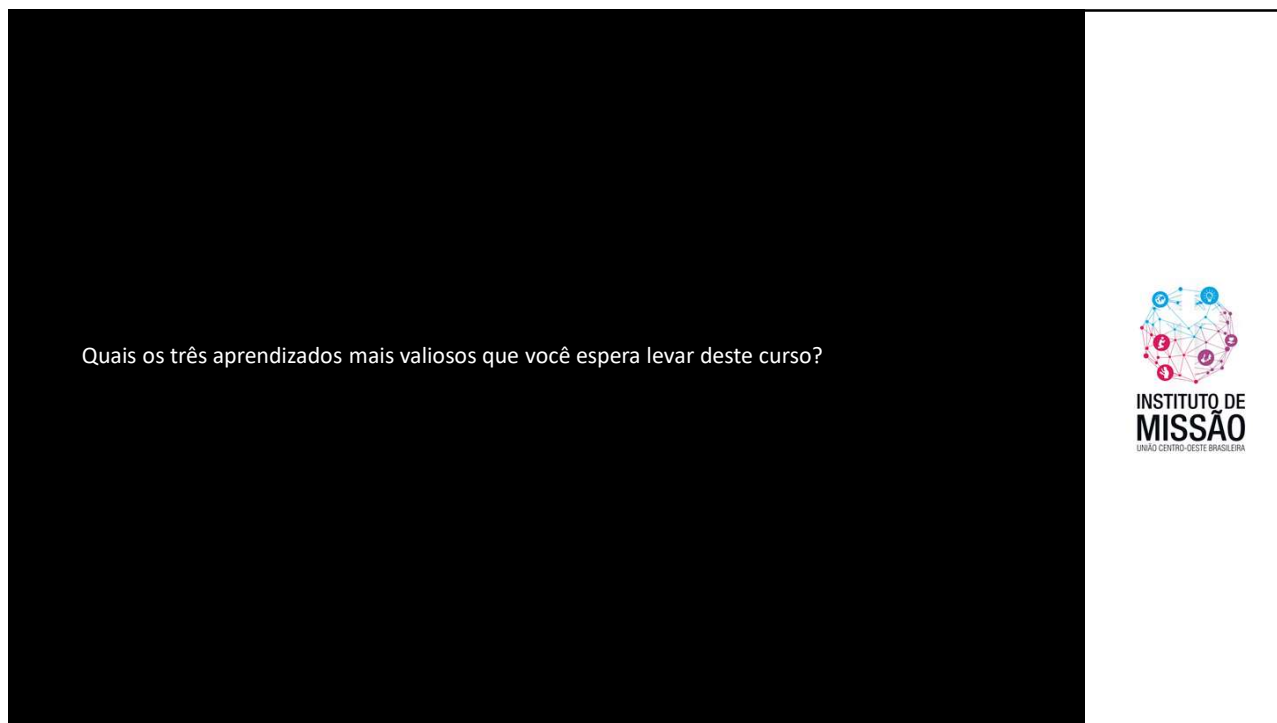 Quais os três aprendizados mais valiosos que você espera levar deste curso?
INSTITUTO DE
MISSÃO
UNIÃO CENTRO-OESTE BRASILEIRA